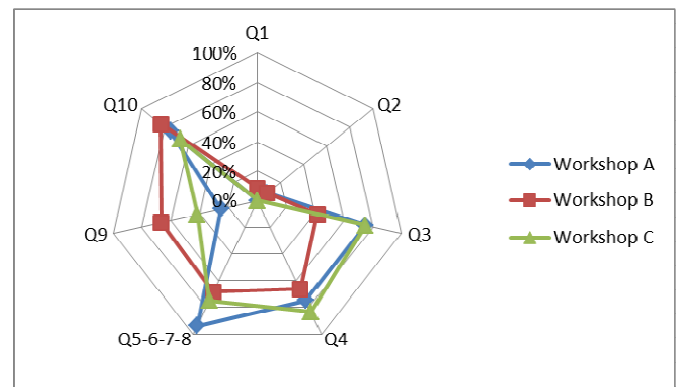 Q1
100%
80%
60%
40%
20%
0%
Q2
Q3
Q4
Q5-6-7-8
Q9
Q10
Workshop A
Workshop B
Workshop C